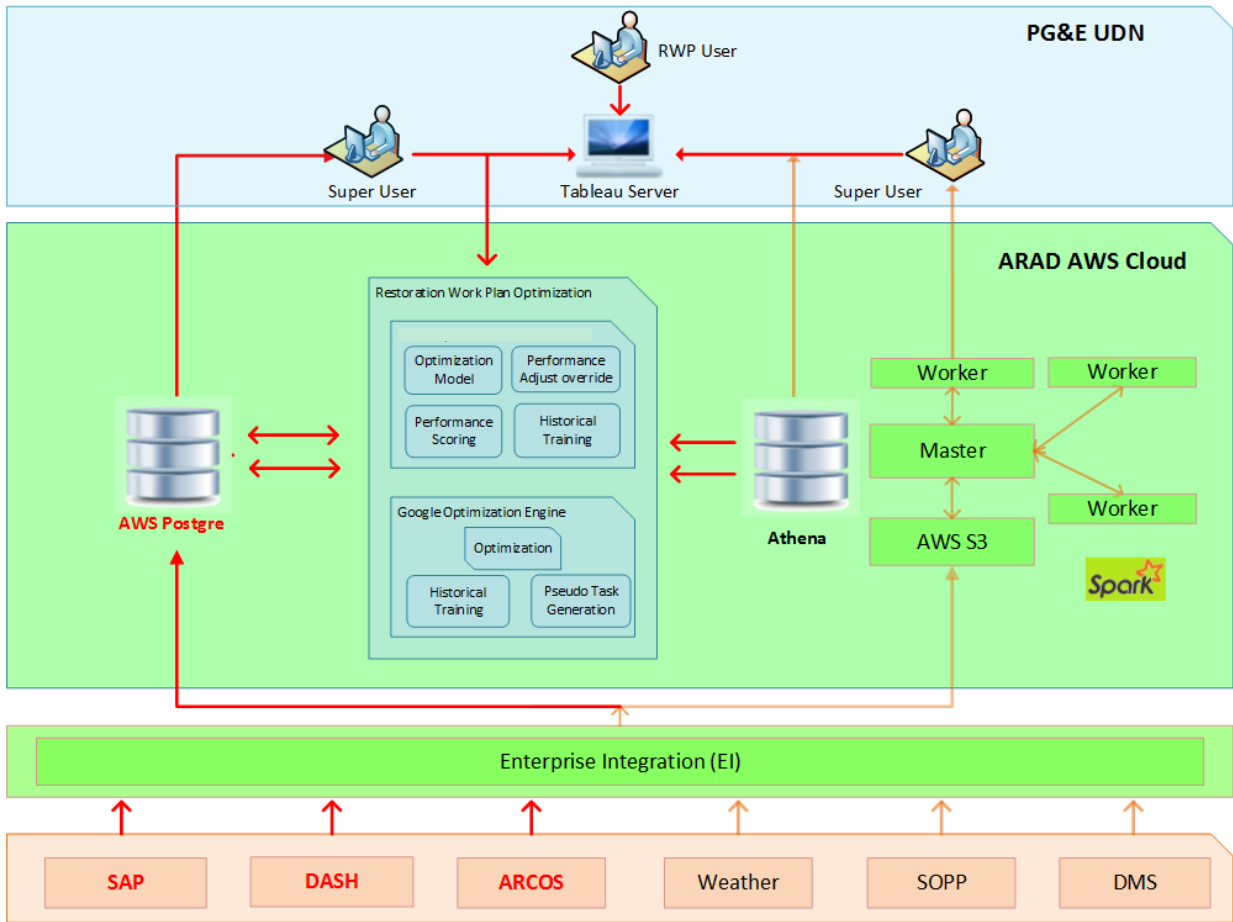 PG&E UDN
RWP User
Super User
Tableau Server
Super User
ARAD AWS Cloud
Restoration Work Plan Optimization
Optimization
Model
Performance
Adjust override
Performance
Scoring
Historical
Training
Google Optimization Engine
Optimization
Historical
Training
Pseudo Task
Generation
AWS Postgre
Athena
Worker
Worker
Master
Worker
AWS S3
Spark
Enterprise Integration (EI)
SAP
DASH
ARCOS
Weather
SOPP
DMS